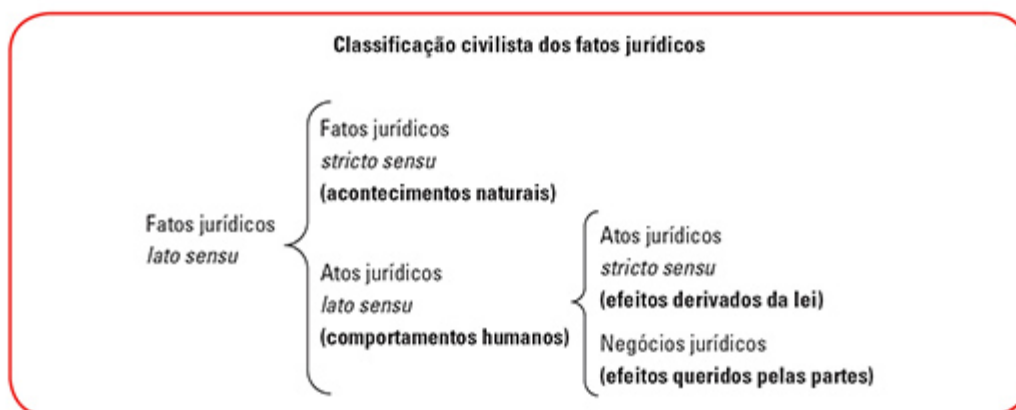 Classificação civilista dos fatos jurídicos
Fatos jurídicos
lato sensu
Fatos jurídicos
stricto sensu
(acontecimentos naturais)
Atos jurídicos
lato sensu
(comportamentos humanos)
Atos jurídicos
stricto sensu
(efeitos derivados da lei)
Negócios jurídicos
(efeitos queridos pelas partes)